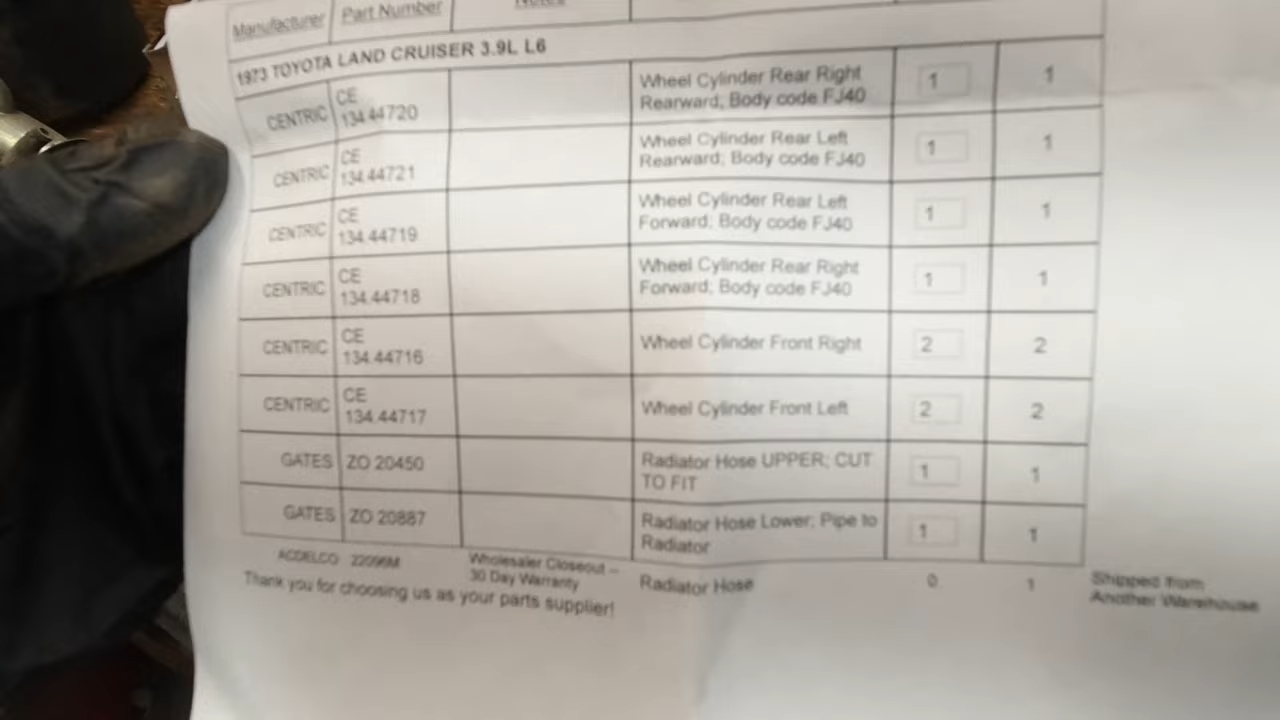 Manufacturer Part Number Notes
1973 TOYOTA LAND CRUISER 3.9L L6
CENTRIC CE 134.44720 Wheel Cylinder Rear Right Rearward; Body code FJ40 1 1
CENTRIC CE 134.44721 Wheel Cylinder Rear Left Rearward; Body code FJ40 1 1
CENTRIC CE 134.44719 Wheel Cylinder Rear Left Forward; Body code FJ40 1 1
CENTRIC CE 134.44718 Wheel Cylinder Rear Right Forward; Body code FJ40 1 1
CENTRIC CE 134.44716 Wheel Cylinder Front Right 2 2
CENTRIC CE 134.44717 Wheel Cylinder Front Left 2 2
GATES ZO 20450 Radiator Hose UPPER; CUT TO FIT 1 1
GATES ZO 20887 Radiator Hose Lower; Pipe to Radiator 1 1
ACDELCO 22096M Wholesaler Closeout -- 30 Day Warranty Radiator Hose 0 1 Shipped from Another Warehouse
Thank you for choosing us as your parts supplier!